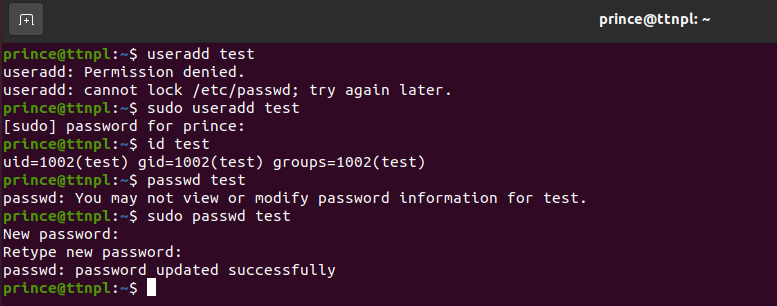 prince@ttnpl: ~
prince@ttnpl:~$ useradd test
useradd: Permission denied.
useradd: cannot lock /etc/passwd; try again later.
prince@ttnpl:~$ sudo useradd test
[sudo] password for prince:
prince@ttnpl:~$ id test
uid=1002(test) gid=1002(test) groups=1002(test)
prince@ttnpl:~$ passwd test
passwd: You may not view or modify password information for test.
prince@ttnpl:~$ sudo passwd test
New password:
Retype new password:
passwd: password updated successfully
prince@ttnpl:~$